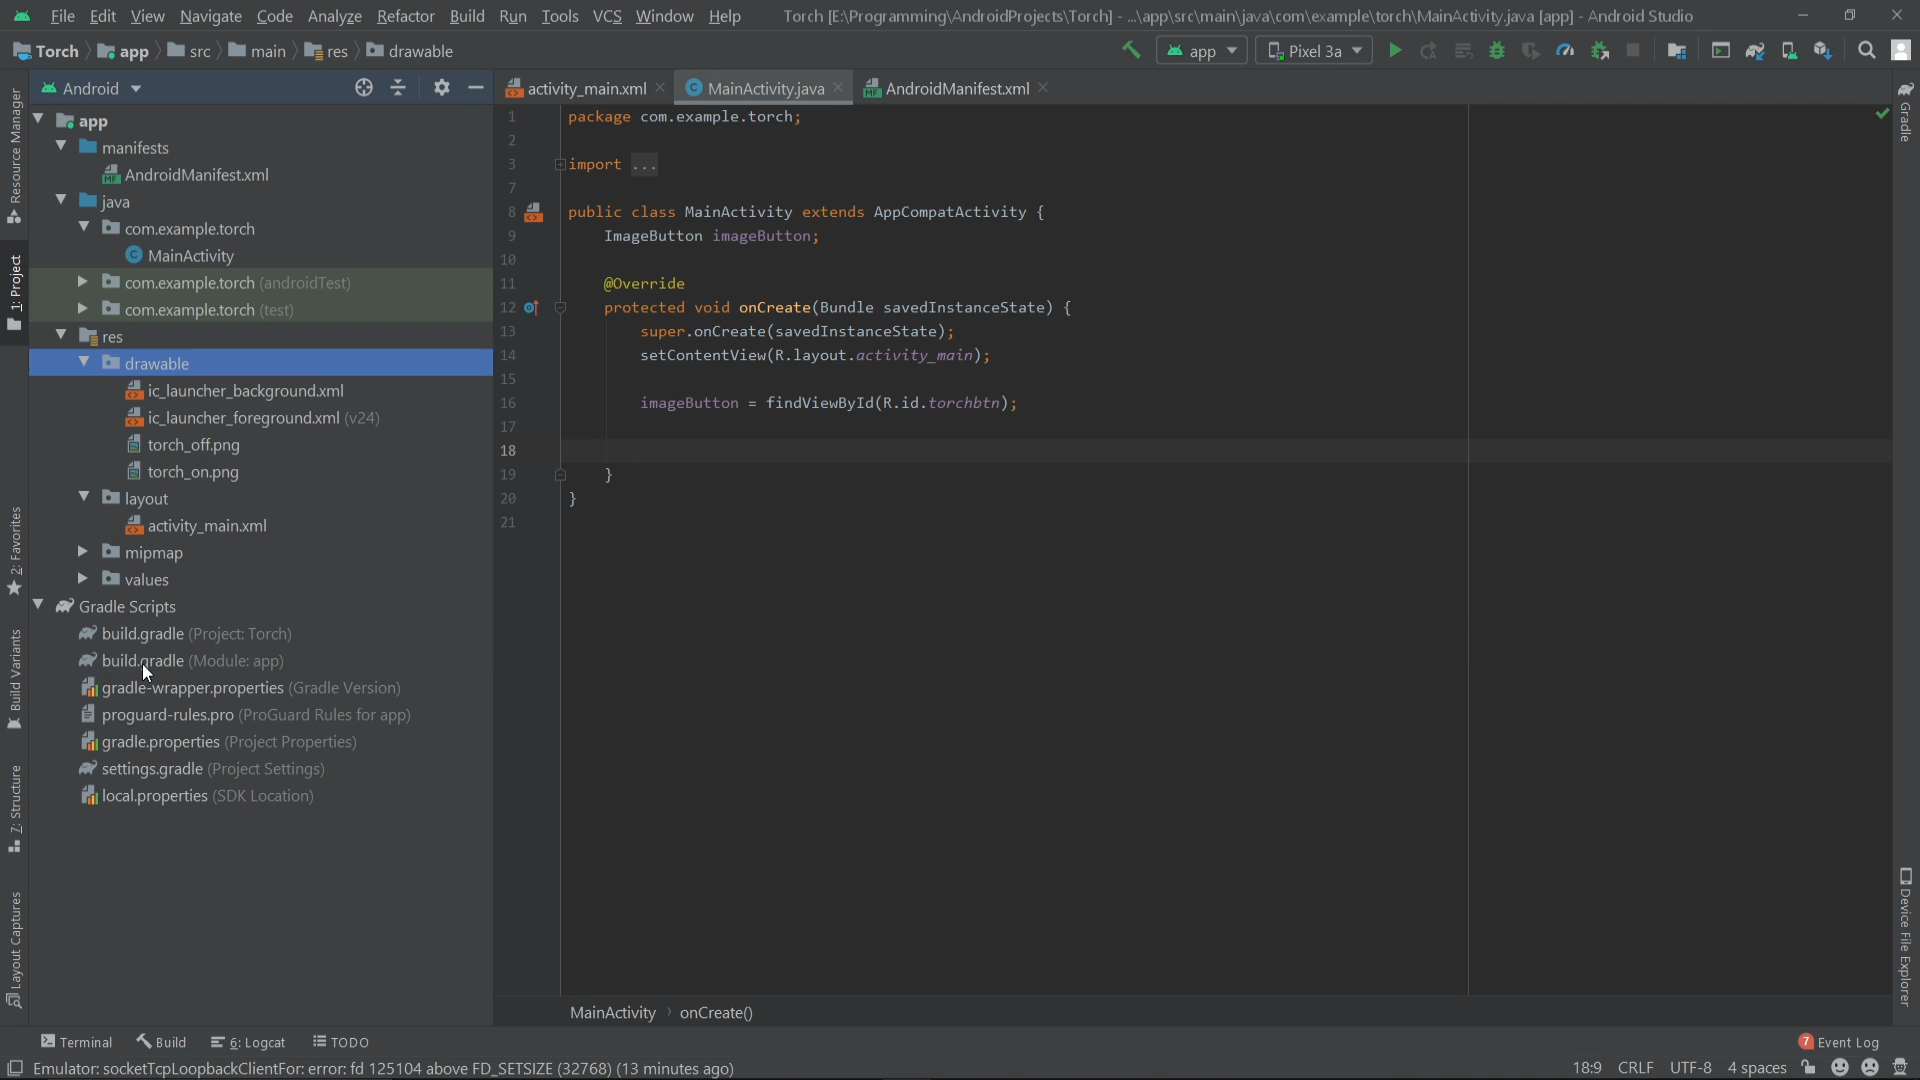 File Edit View Navigate Code Analyze Refactor Build Run Tools VCS Window Help Torch [E:\Programming\AndroidProjects\Torch] - ...\app\src\main\java\com\example\torch\MainActivity.java [app] - Android Studio
Torch app src main res drawable app Pixel 3a
Android activity_main.xml MainActivity.java AndroidManifest.xml
Resource Manager
1: Project
2: Favorites
Build Variants
7: Structure
Layout Captures
app
manifests
AndroidManifest.xml
java
com.example.torch
MainActivity
com.example.torch (androidTest)
com.example.torch (test)
res
drawable
ic_launcher_background.xml
ic_launcher_foreground.xml (v24)
torch_off.png
torch_on.png
layout
activity_main.xml
mipmap
values
Gradle Scripts
build.gradle (Project: Torch)
build.gradle (Module: app)
gradle-wrapper.properties (Gradle Version)
proguard-rules.pro (ProGuard Rules for app)
gradle.properties (Project Properties)
settings.gradle (Project Settings)
local.properties (SDK Location)
1 package com.example.torch;
2
3 import ...
7
8 public class MainActivity extends AppCompatActivity {
9 ImageButton imageButton;
10
11 @Override
12 protected void onCreate(Bundle savedInstanceState) {
13 super.onCreate(savedInstanceState);
14 setContentView(R.layout.activity_main);
15
16 imageButton = findViewById(R.id.torchbtn);
17
18
19 }
20 }
21
Gradle
Device File Explorer
MainActivity onCreate()
Terminal Build 6: Logcat TODO 7 Event Log
Emulator: socketTcpLoopbackClientFor: error: fd 125104 above FD_SETSIZE (32768) (13 minutes ago) 18:9 CRLF UTF-8 4 spaces